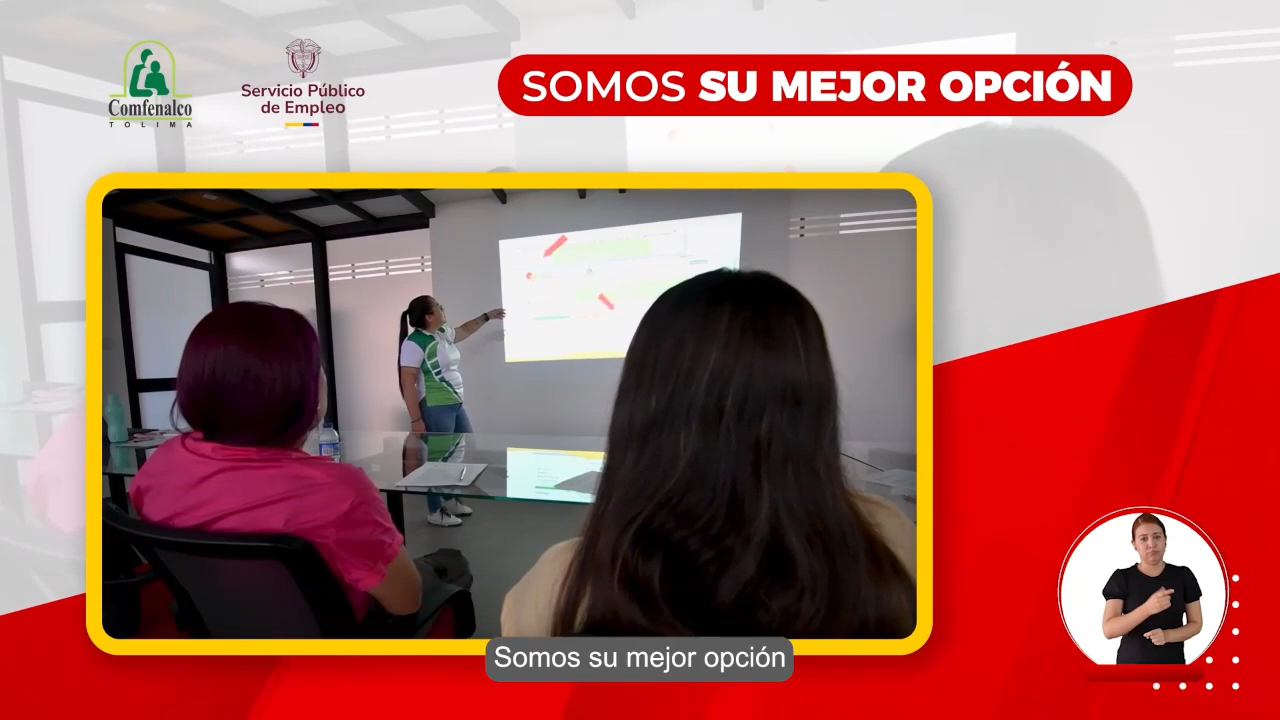 Comfenalco
TOLIMA
Servicio Público
de Empleo
SOMOS SU MEJOR OPCIÓN
Somos su mejor opción